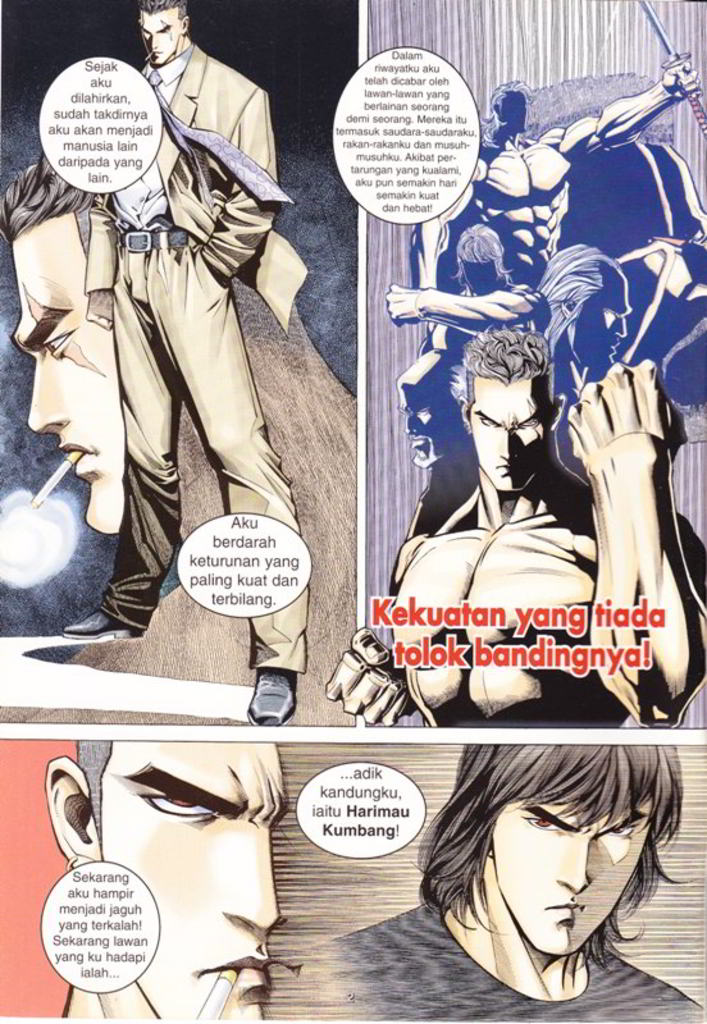 Sejak
aku
dilahirkan,
sudah takdirnya
aku akan menjadi
manusia lain
daripada yang
lain.
Aku
berdarah
keturunan yang
paling kuat dan
terbilang.
Dalam
riwayatku aku
telah dicabar oleh
lawan-lawan yang
berlainan seorang
demi seorang. Mereka itu
termasuk saudara-saudaraku,
rakan-rakanku dan musuh-
musuhku. Akibat per-
tarungan yang kualami,
aku pun semakin hari
semakin kuat
dan hebat!
Kekuatan yang tiada
tolok bandingnya!
Sekarang
aku hampir
menjadi jaguh
yang terkalah!
Sekarang lawan
yang ku hadapi
ialah...
...adik
kandungku,
iaitu Harimau
Kumbang!
2